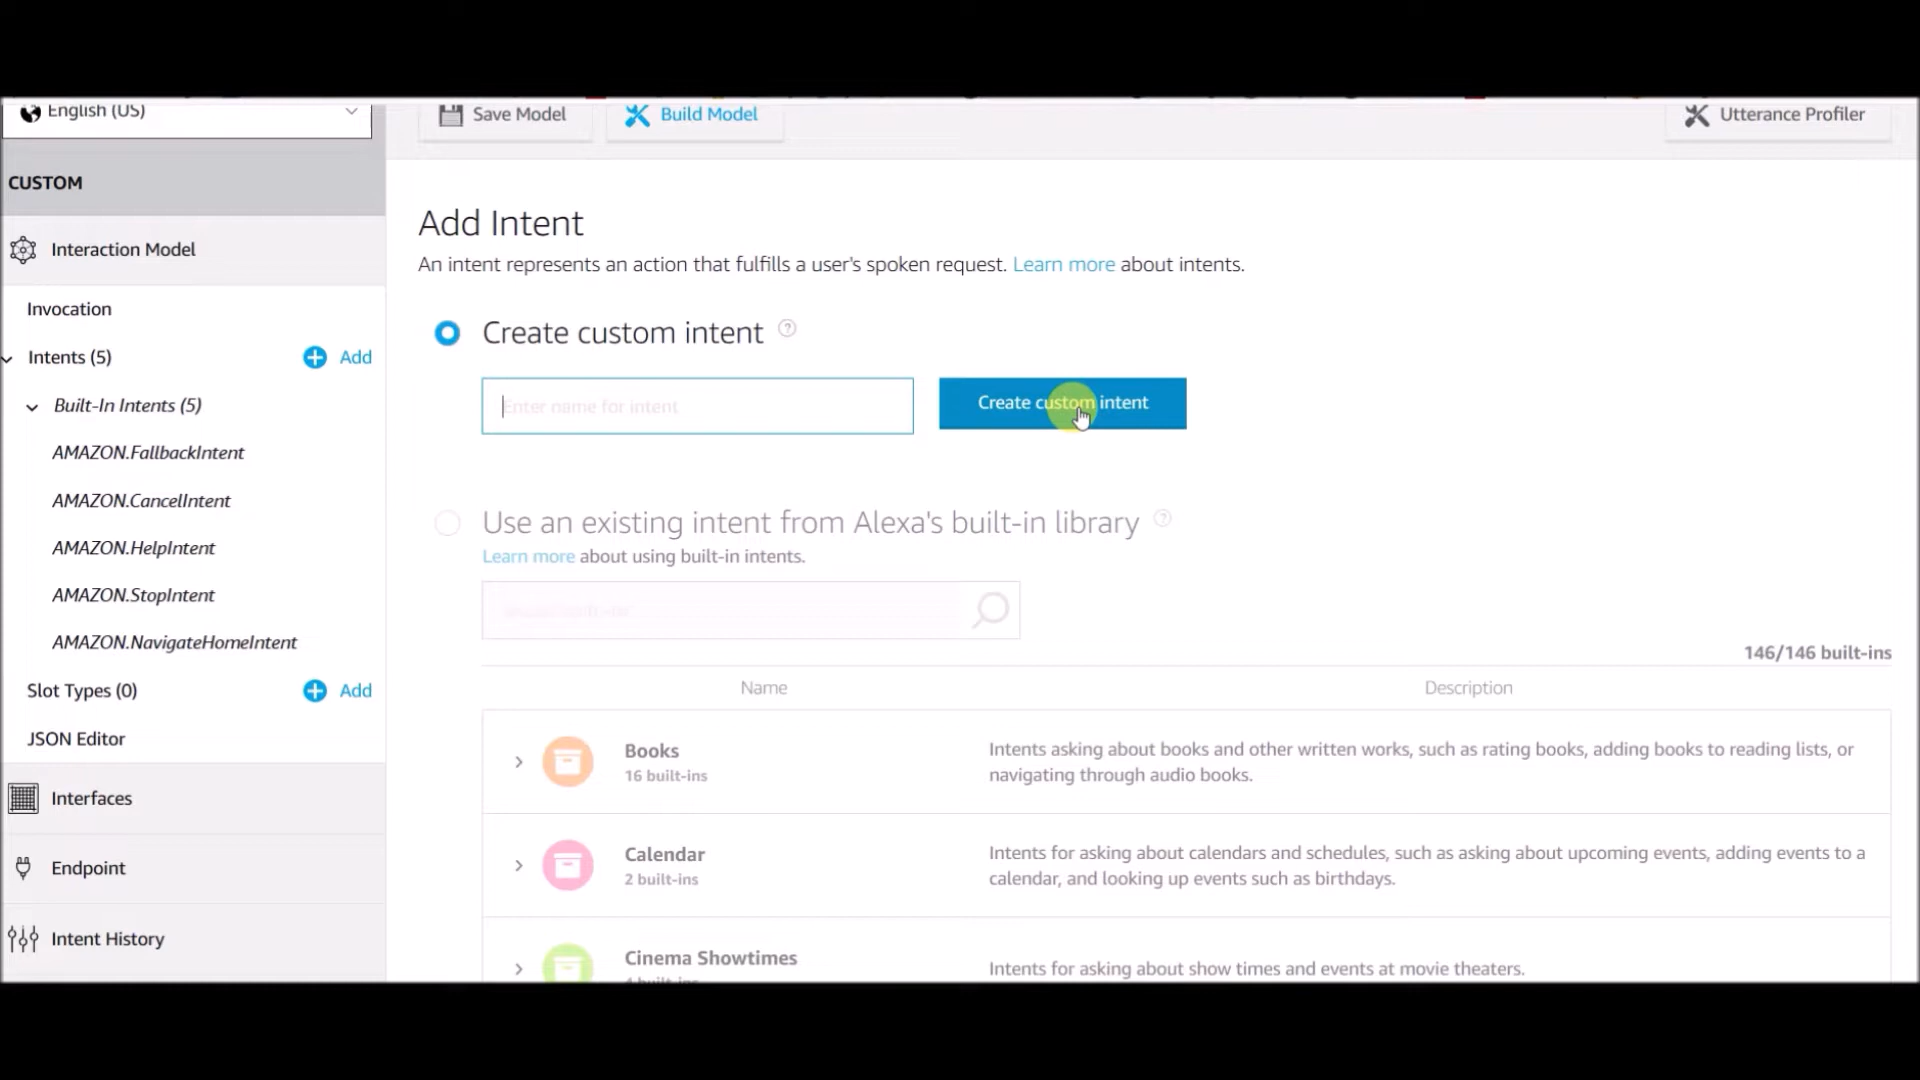 English (US)
Save Model
Build Model
Utterance Profiler
CUSTOM
Interaction Model
Invocation
Intents (5)
Add
Built-In Intents (5)
AMAZON.FallbackIntent
AMAZON.CancelIntent
AMAZON.HelpIntent
AMAZON.StopIntent
AMAZON.NavigateHomeIntent
Slot Types (0)
Add
JSON Editor
Interfaces
Endpoint
Intent History
Add Intent
An intent represents an action that fulfills a user's spoken request. Learn more about intents.
Create custom intent ?
Enter name for intent
Create custom intent
Use an existing intent from Alexa's built-in library ?
Learn more about using built-in intents.
146/146 built-ins
Name
Description
Books
16 built-ins
Intents asking about books and other written works, such as rating books, adding books to reading lists, or
navigating through audio books.
Calendar
2 built-ins
Intents for asking about calendars and schedules, such as asking about upcoming events, adding events to a
calendar, and looking up events such as birthdays.
Cinema Showtimes
built-ins
Intents for asking about show times and events at movie theaters.